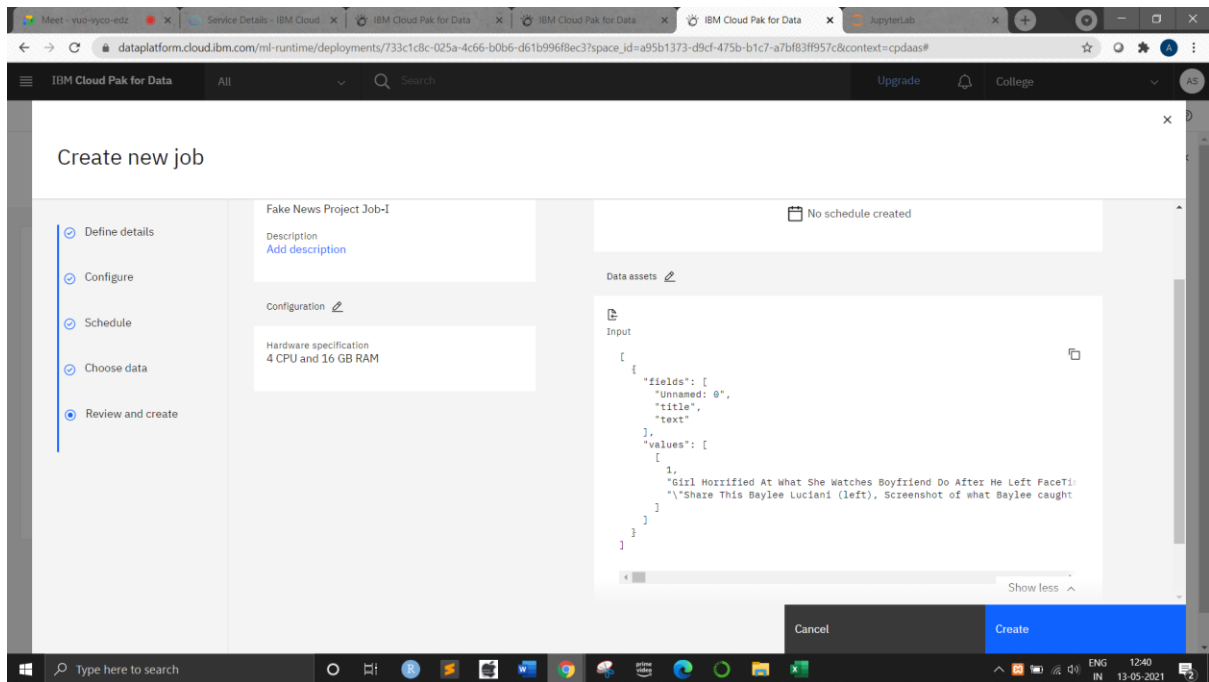 Meet - vuo-vyco-edz
Service Details - IBM Cloud
IBM Cloud Pak for Data
IBM Cloud Pak for Data
IBM Cloud Pak for Data
JupyterLab
dataplatform.cloud.ibm.com/ml-runtime/deployments/733c1c8c-025a-4c66-b0b6-d61b996f8ec3?space_id=a95b1373-d9cf-475b-b1c7-a7bf83ff957c&context=cpdaas#
A
IBM Cloud Pak for Data
All
Search
Upgrade
College
AS
Create new job
Define details
Configure
Schedule
Choose data
Review and create
Fake News Project Job-I
Description
Add description
Configuration
Hardware specification
4 CPU and 16 GB RAM
No schedule created
Data assets
Input
[
{
"fields": [
"Unnamed: 0",
"title",
"text"
],
"values": [
[
1,
"Girl Horrified At What She Watches Boyfriend Do After He Left FaceTi
"\"Share This Baylee Luciani (left), Screenshot of what Baylee caught
]
]
}
]
Show less
Cancel
Create
Type here to search
R
W
prime
video
X
ENG
IN
12:40
13-05-2021
2